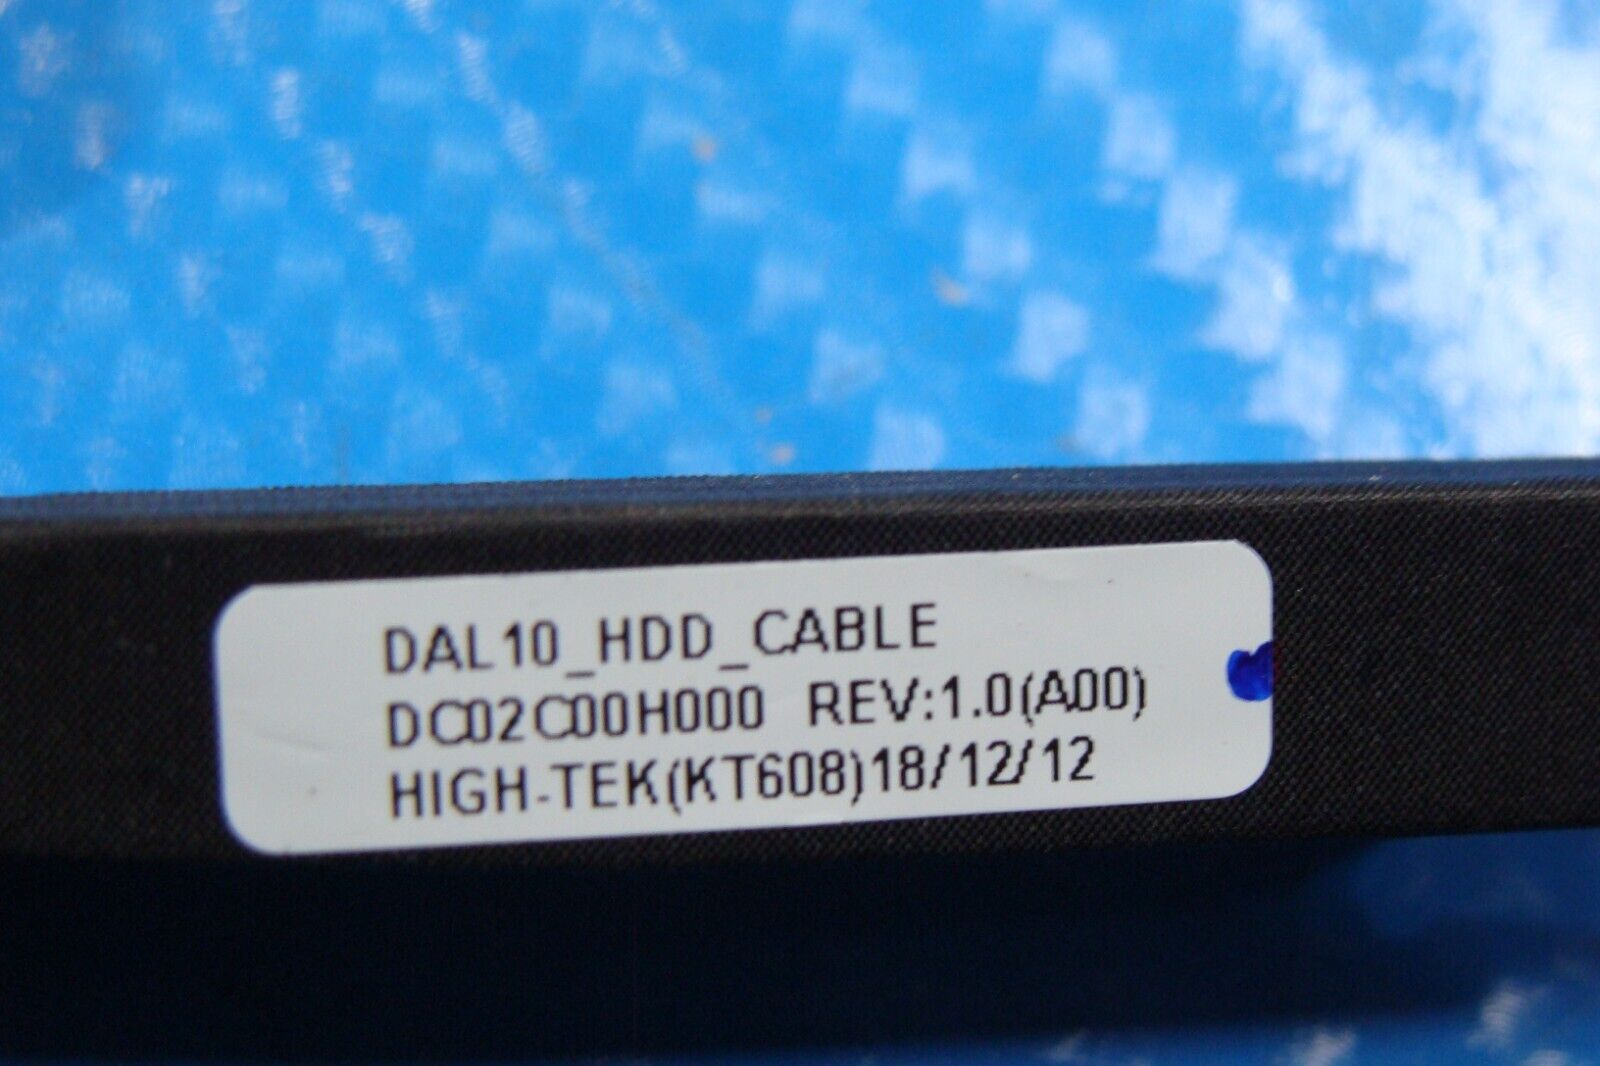 DAL10_HDD_CABLE
DC02C00H000 REV:1.0(A00)
HIGH-TEK(KT608)18/12/12